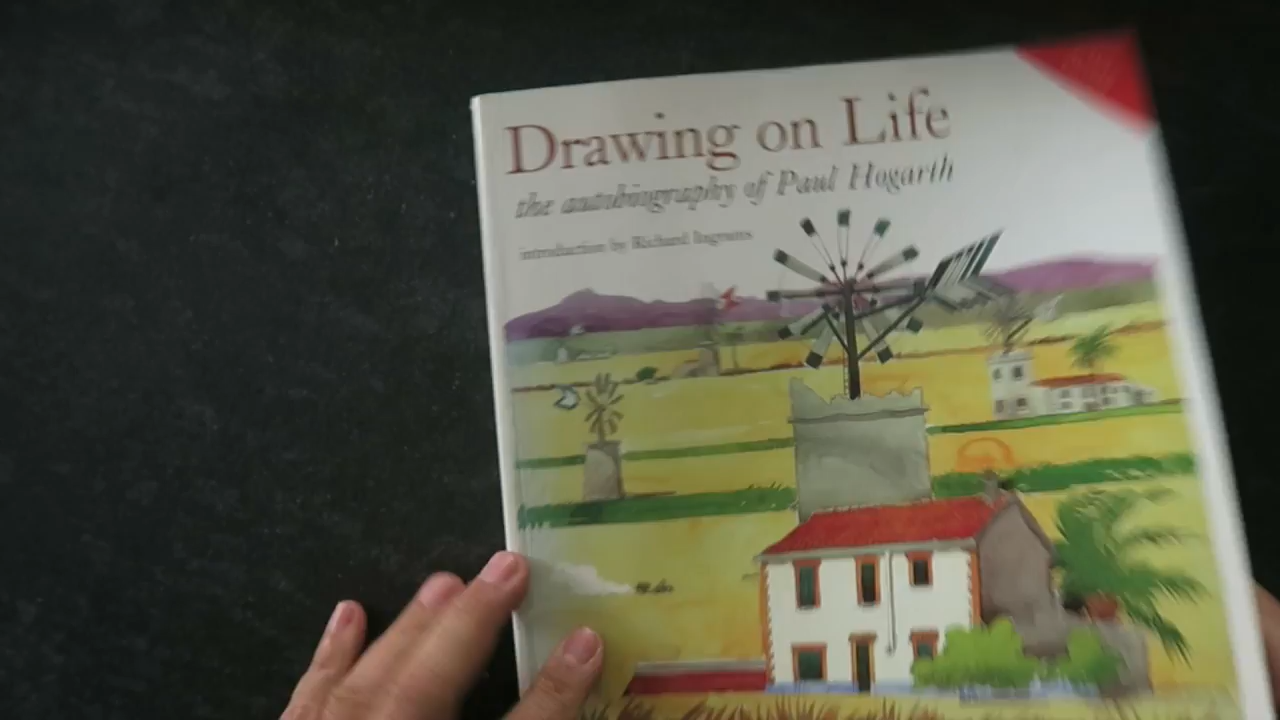 Drawing on Life
the autobiography of Paul Hogarth
introduction by Richard Ingrams